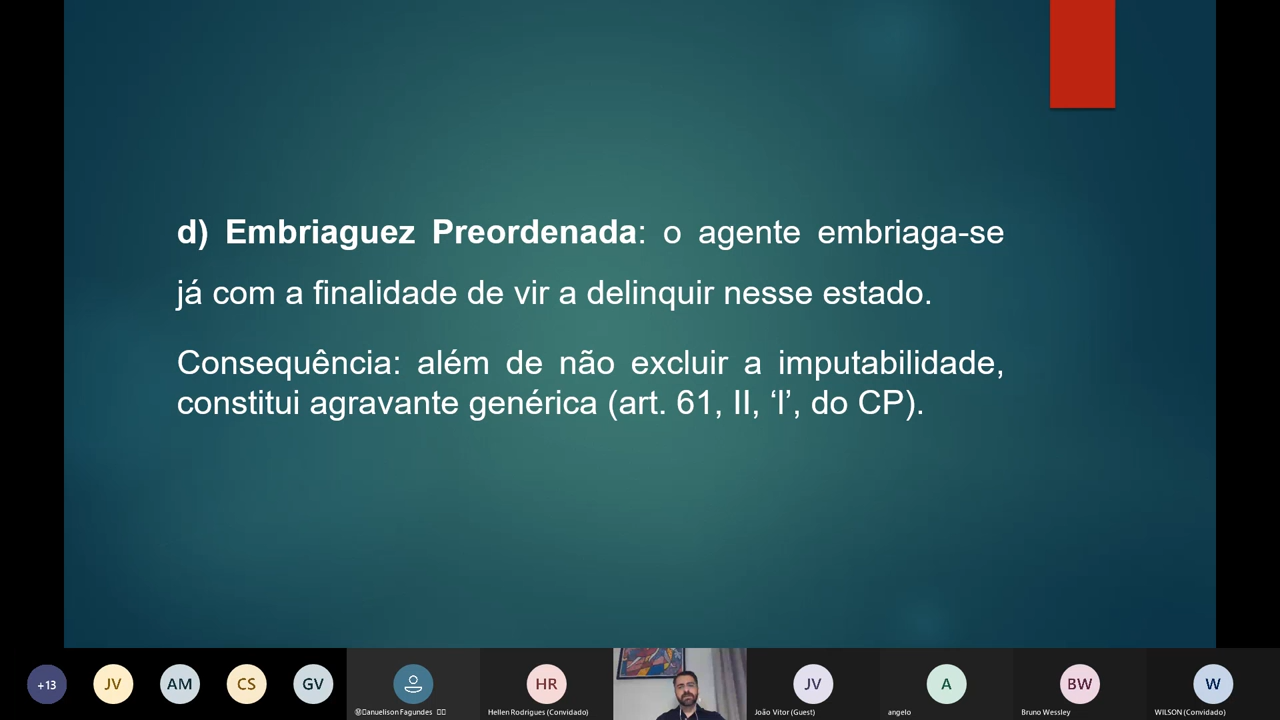 d) Embriaguez Preordenada: o agente embriaga-se
já com a finalidade de vir a delinquir nesse estado.
Consequência: além de não excluir a imputabilidade,
constitui agravante genérica (art. 61, II, ‘l’, do CP).
+13
JV
AM
CS
GV
HR
JV
A
BW
W
anuelison Fagundes
Hellen Rodrigues (Convidado)
João Vitor (Guest)
angelo
Bruno Wessley
WILSON (Convidado)